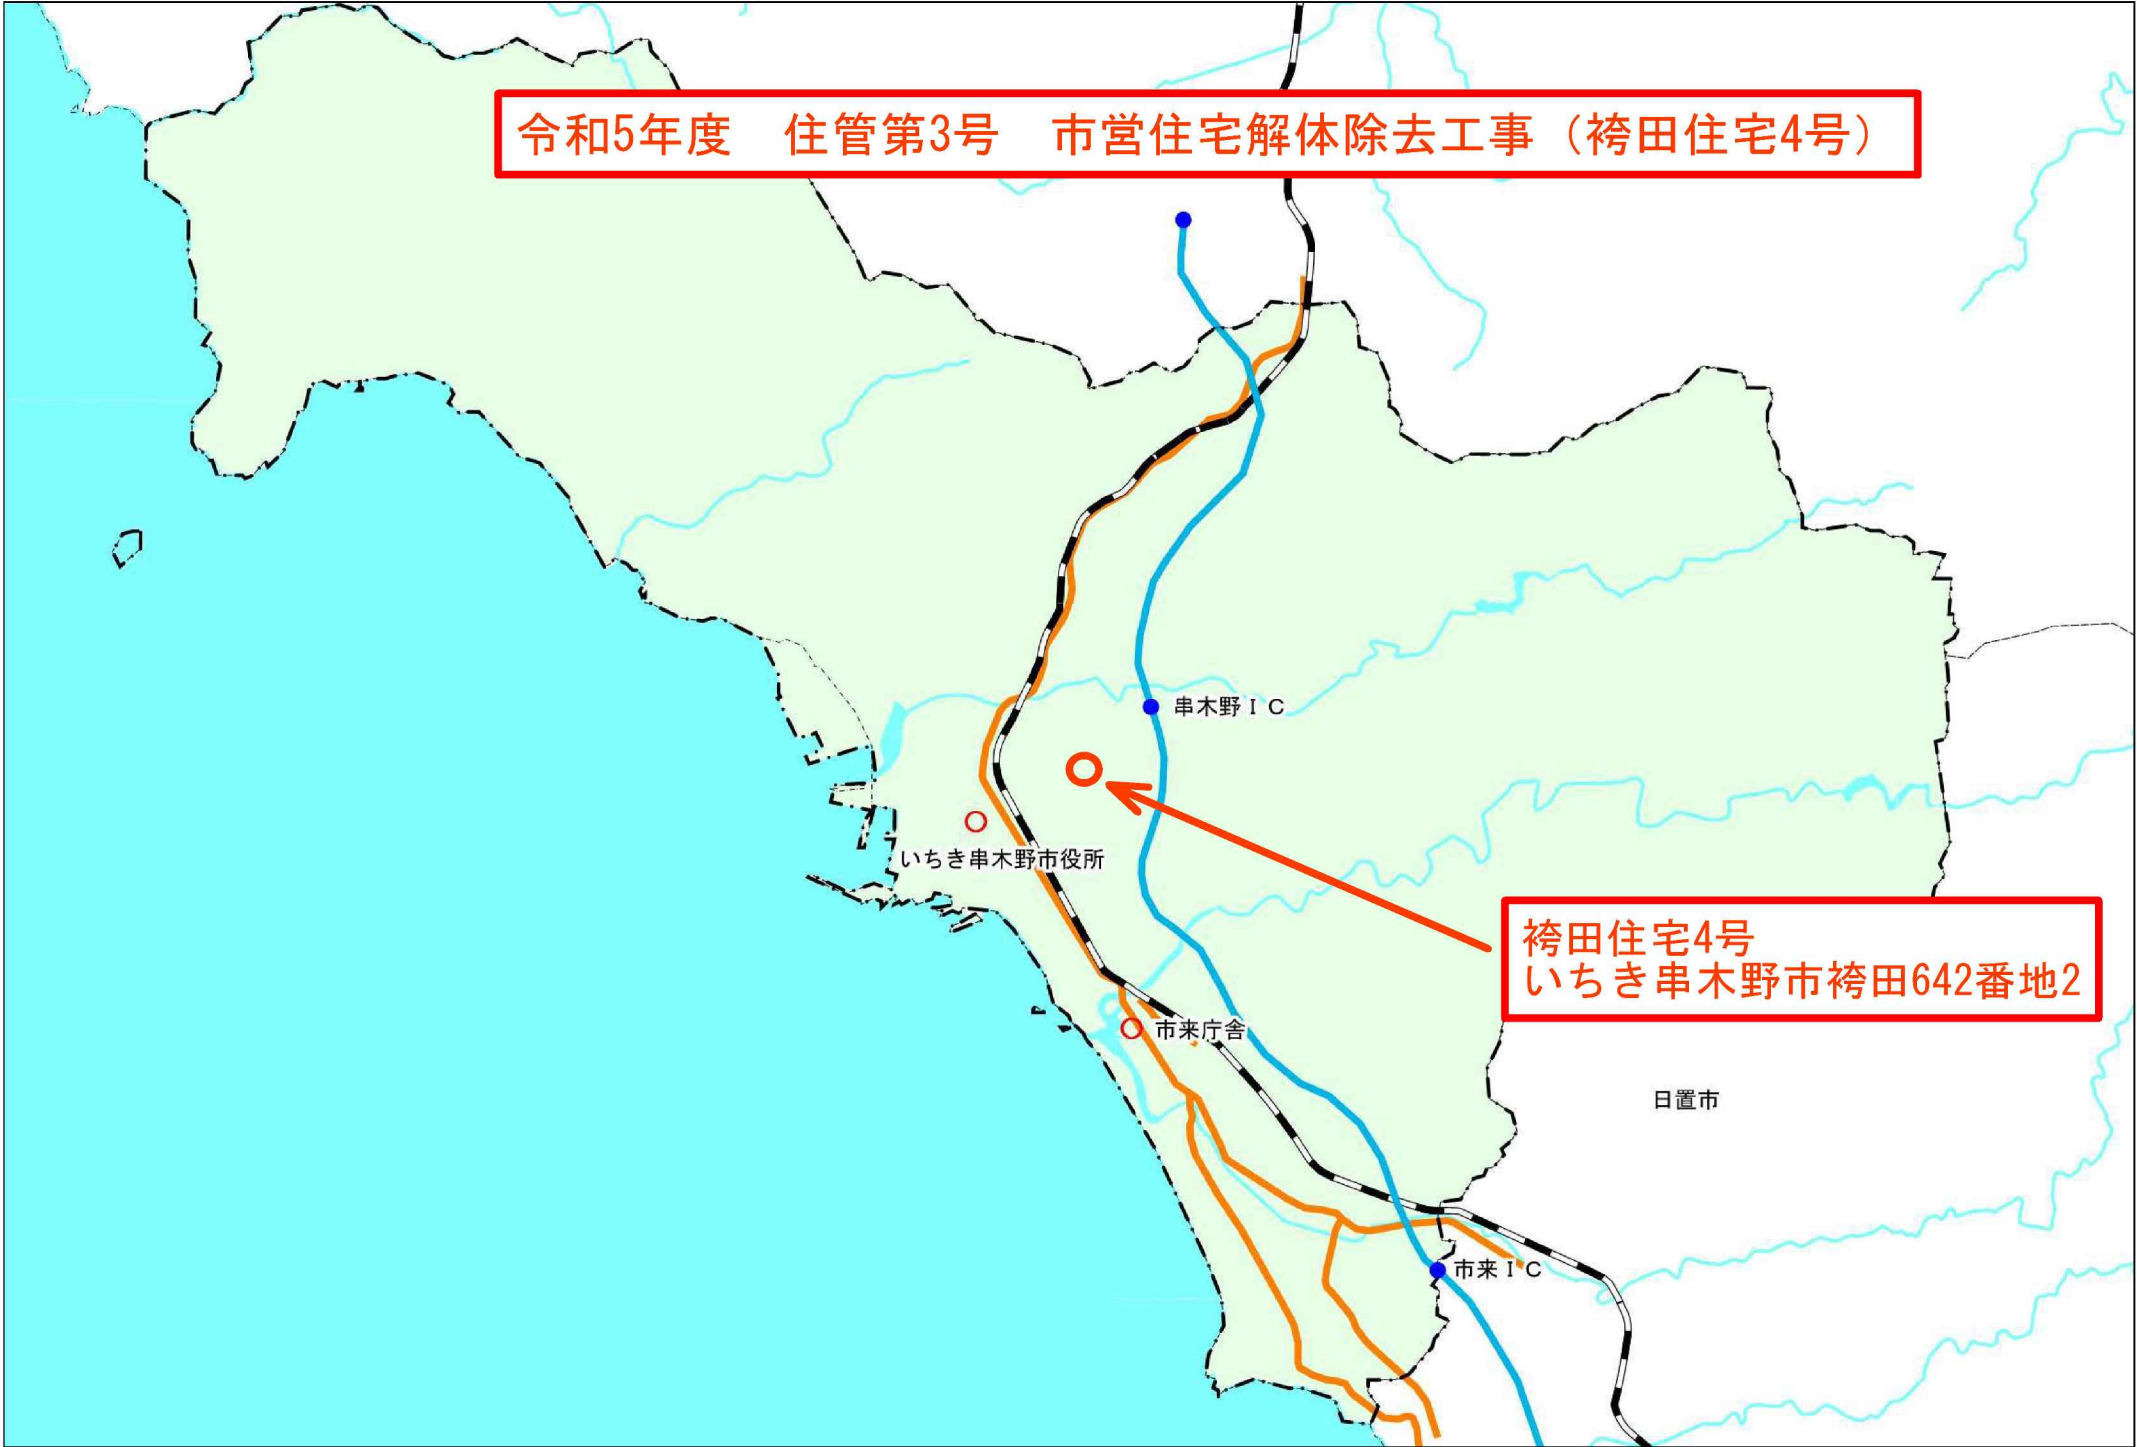 令和5年度　住管第3号　市営住宅解体除去工事（袴田住宅4号）
串木野ＩＣ
いちき串木野市役所
袴田住宅4号
いちき串木野市袴田642番地2
市来庁舎
日置市
市来ＩＣ